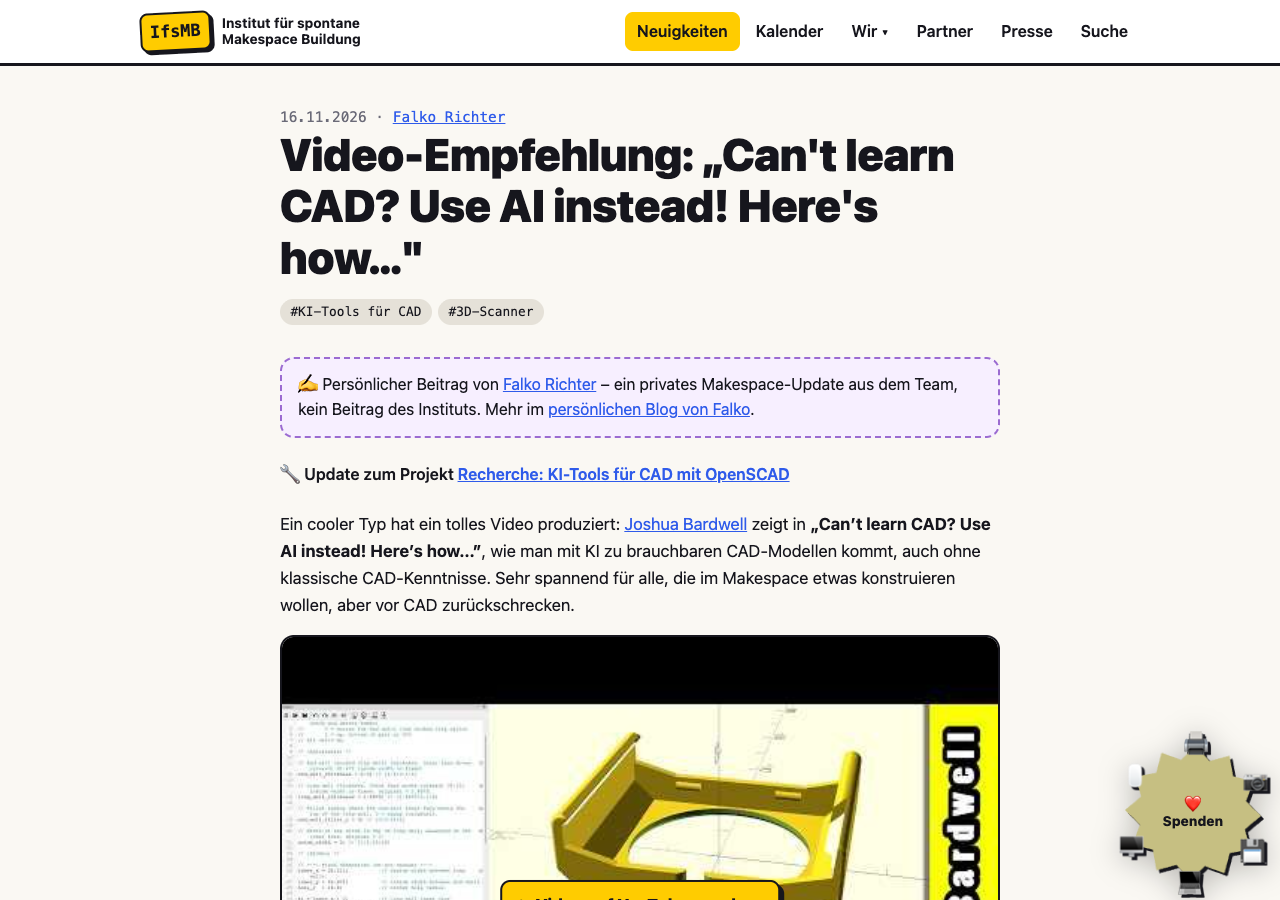 IfsMB
Institut für spontane
Makespace Buildung
Neuigkeiten
Kalender
Wir ▾
Partner
Presse
Suche
16.11.2026 · Falko Richter
Video-Empfehlung: „Can't learn
CAD? Use AI instead! Here's
how…"
#KI-Tools für CAD
#3D-Scanner
✍️ Persönlicher Beitrag von Falko Richter – ein privates Makespace-Update aus dem Team,
kein Beitrag des Instituts. Mehr im persönlichen Blog von Falko.
🔧 Update zum Projekt Recherche: KI-Tools für CAD mit OpenSCAD
Ein cooler Typ hat ein tolles Video produziert: Joshua Bardwell zeigt in „Can’t learn CAD? Use
AI instead! Here’s how…”, wie man mit KI zu brauchbaren CAD-Modellen kommt, auch ohne
klassische CAD-Kenntnisse. Sehr spannend für alle, die im Makespace etwas konstruieren
wollen, aber vor CAD zurückschrecken.
Bardwell
❤️
Spenden